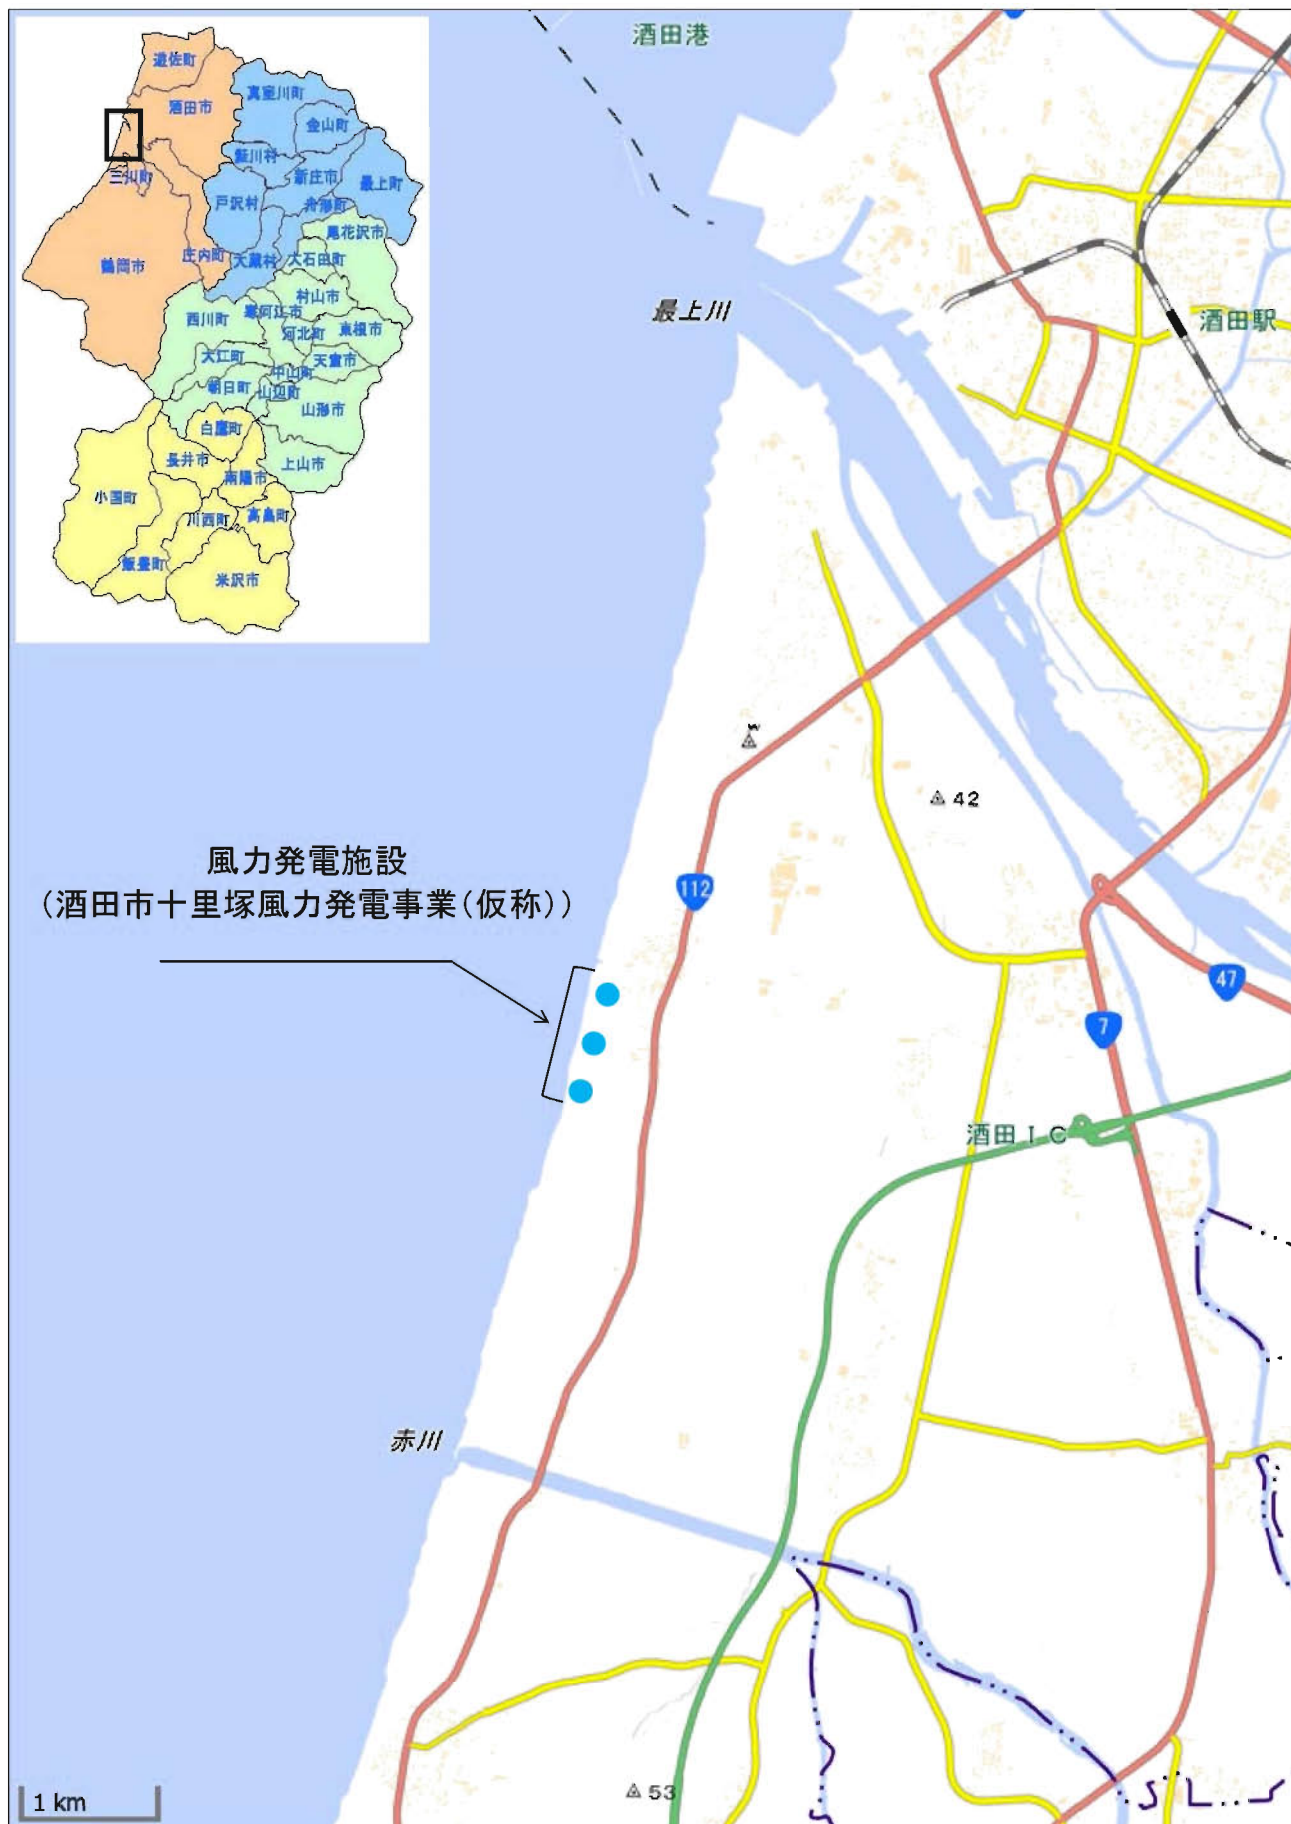 酒田港
遊佐町
酒田市
真室川町
金山町
鮭川村
新庄市
最上町
三川町
戸沢村
舟形町
尾花沢市
鶴岡市
庄内町
大蔵村
大石田町
村山市
西川町
寒河江市
河北町
東根市
大江町
天童市
中山町
朝日町
山辺町
山形市
白鷹町
長井市
南陽市
上山市
小国町
川西町
高畠町
飯豊町
米沢市
最上川
酒田駅
42
風力発電施設
（酒田市十里塚風力発電事業（仮称））
112
47
7
酒田ＩＣ
赤川
53
1 km